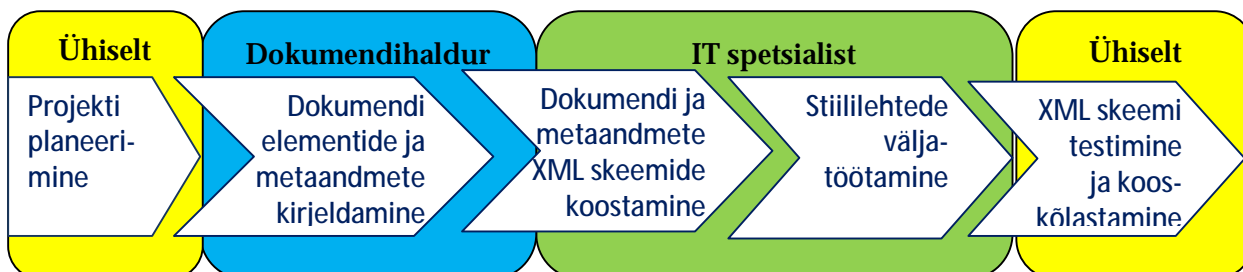 Ühiselt
Projekti
planeeri-
mine
Dokumendihaldur
Dokumendi
elementide ja
metaandmete
kirjeldamine
IT spetsialist
Dokumendi ja
metaandmete
XML skeemide
koostamine
Stiililehtede
välja-
töötamine
Ühiselt
XML skeemi
testimine
ja koos-
kõlastamine